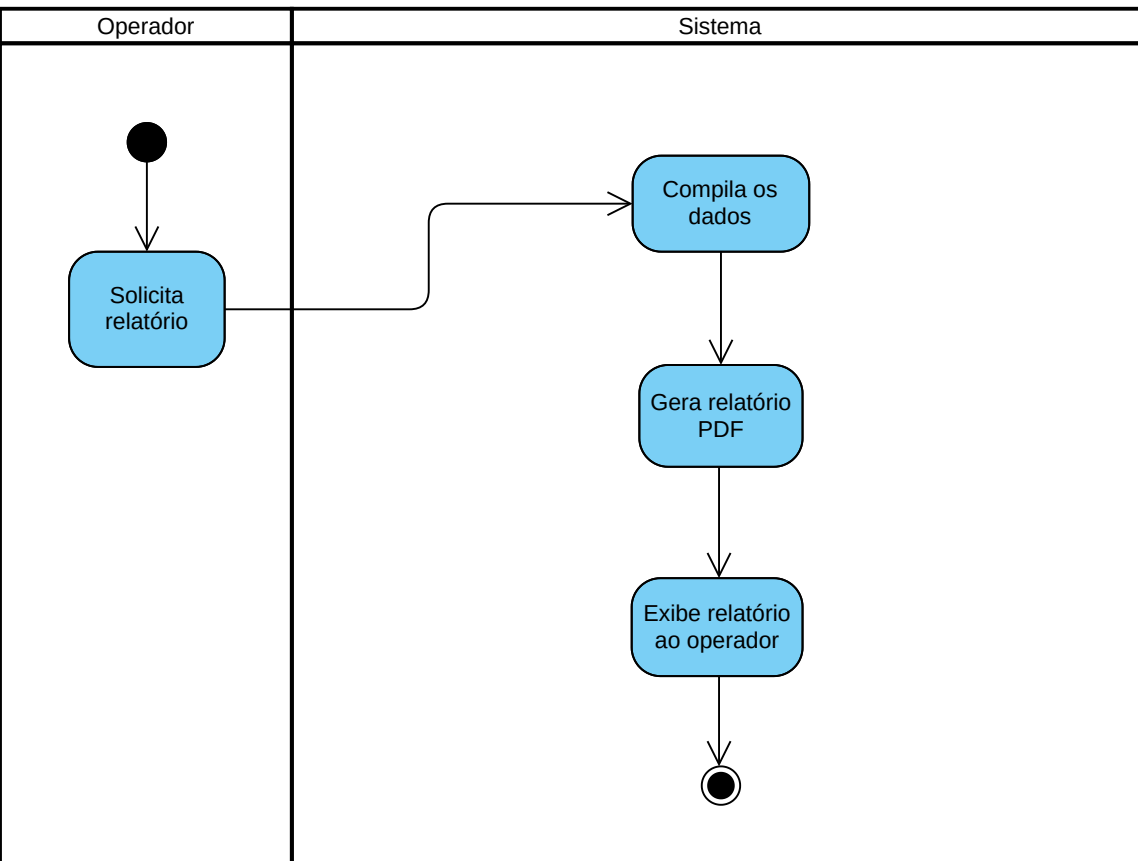 Operador
Sistema
Compila os
dados
Solicita
relatório
Gera relatório
PDF
Exibe relatório
ao operador